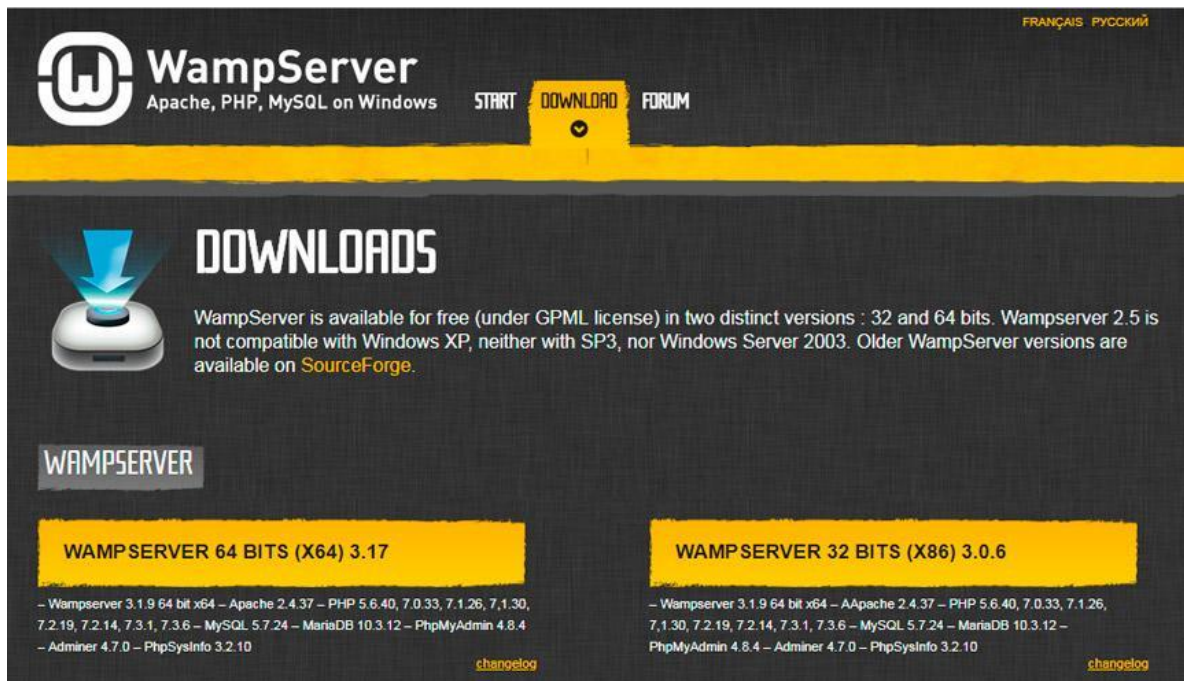 FRANÇAIS РУССКИЙ
WampServer
Apache, PHP, MySQL on Windows
START DOWNLOAD FORUM
DOWNLOADS
WampServer is available for free (under GPML license) in two distinct versions : 32 and 64 bits. Wampserver 2.5 is
not compatible with Windows XP, neither with SP3, nor Windows Server 2003. Older WampServer versions are
available on SourceForge.
WAMPSERVER
WAMPSERVER 64 BITS (X64) 3.17
– Wampserver 3.1.9 64 bit x64 – Apache 2.4.37 – PHP 5.6.40, 7.0.33, 7.1.26, 7,1.30,
7.2.19, 7.2.14, 7.3.1, 7.3.6 – MySQL 5.7.24 – MariaDB 10.3.12 – PhpMyAdmin 4.8.4
– Adminer 4.7.0 – PhpSysInfo 3.2.10
changelog
WAMPSERVER 32 BITS (X86) 3.0.6
– Wampserver 3.1.9 64 bit x64 – AApache 2.4.37 – PHP 5.6.40, 7.0.33, 7.1.26,
7,1.30, 7.2.19, 7.2.14, 7.3.1, 7.3.6 – MySQL 5.7.24 – MariaDB 10.3.12 –
PhpMyAdmin 4.8.4 – Adminer 4.7.0 – PhpSysInfo 3.2.10
changelog